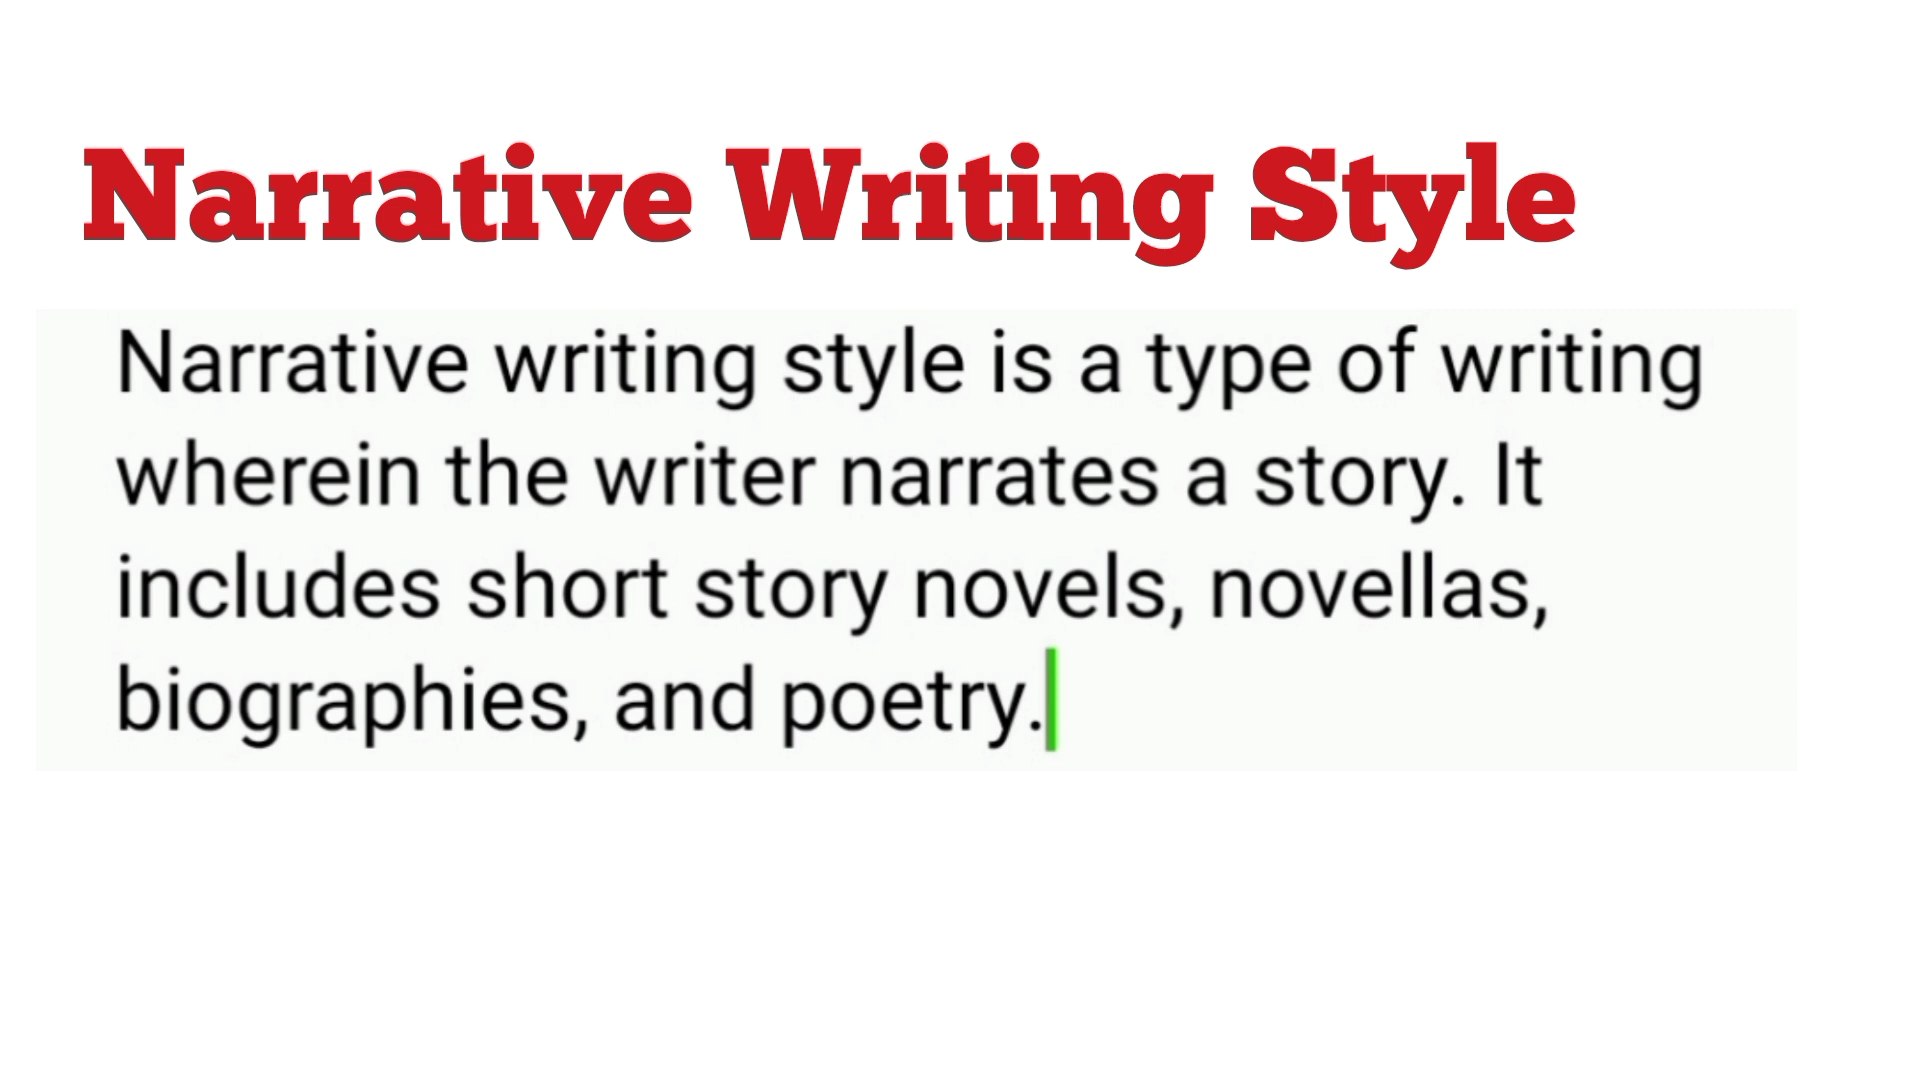 Narrative Writing Style
Narrative writing style is a type of writing
wherein the writer narrates a story. It
includes short story novels, novellas,
biographies, and poetry.